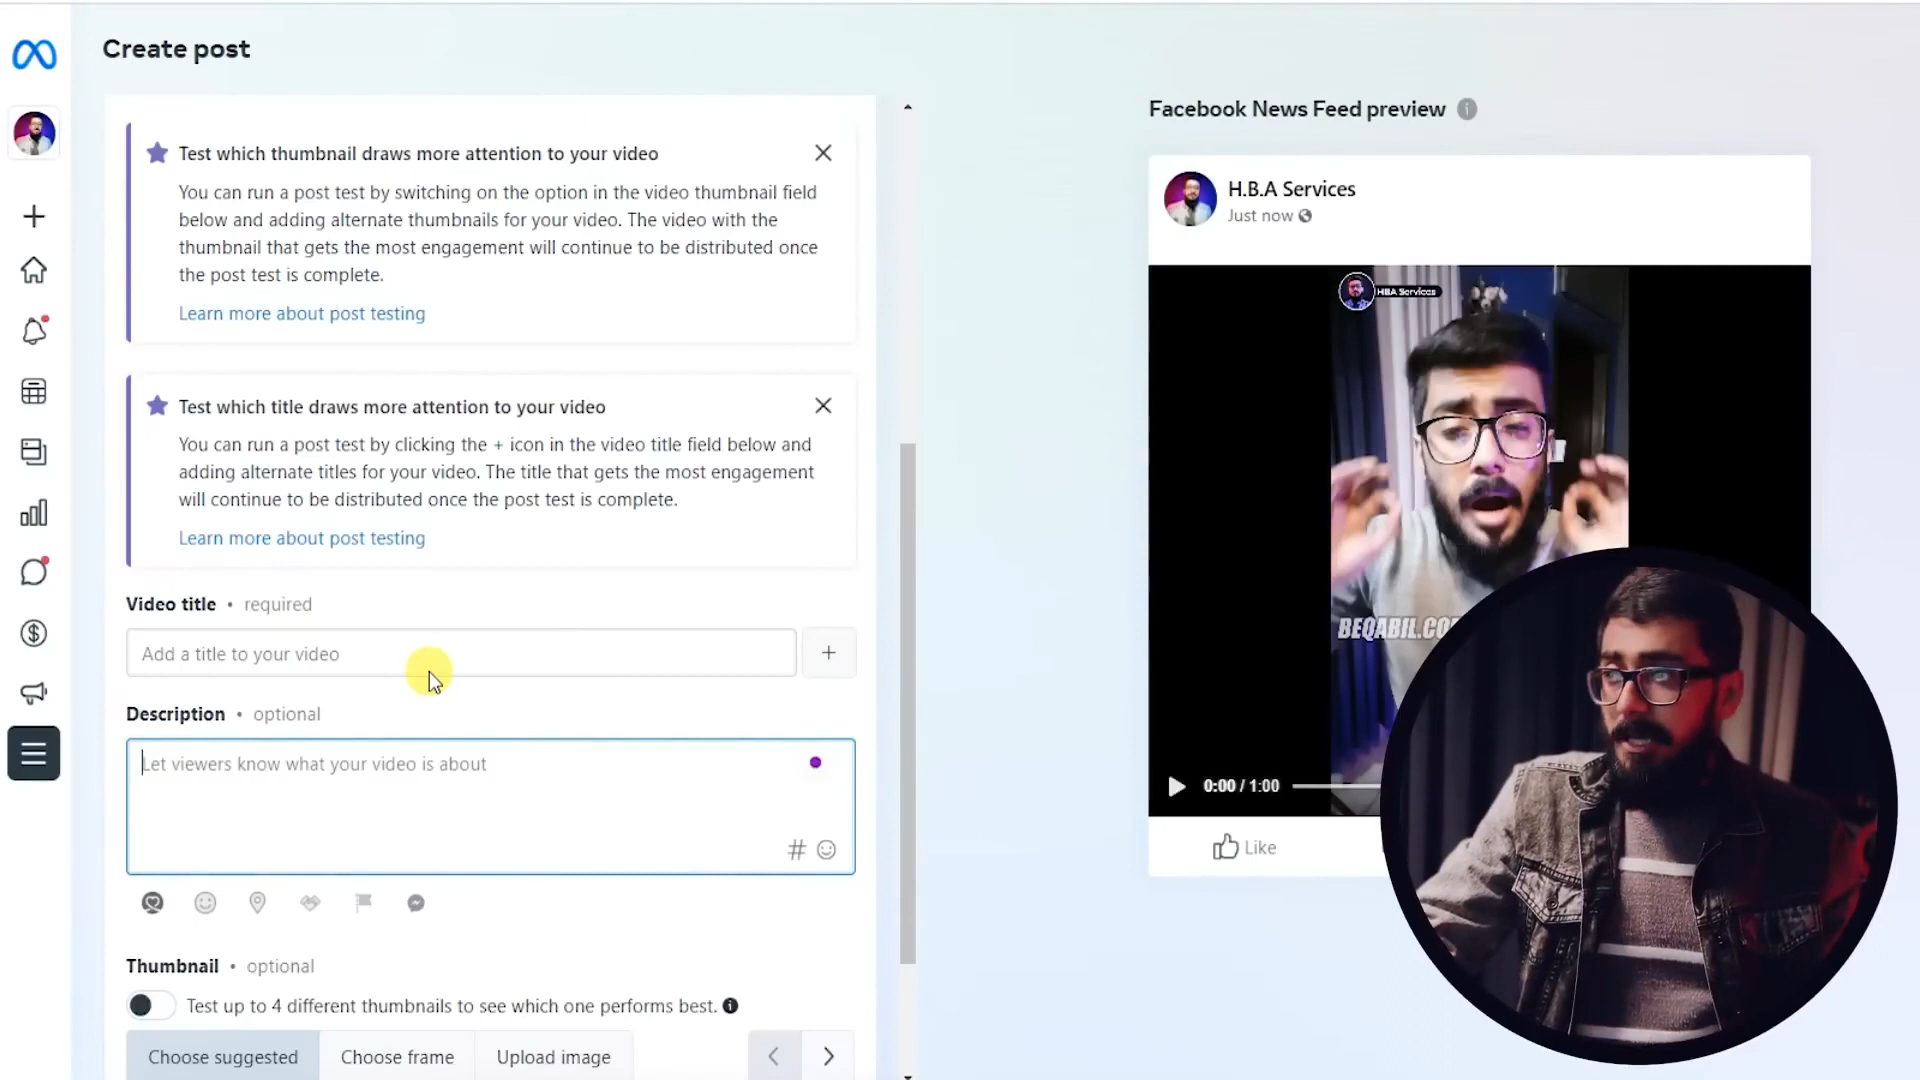 Create post
Test which thumbnail draws more attention to your video
You can run a post test by switching on the option in the video thumbnail field
below and adding alternate thumbnails for your video. The video with the
thumbnail that gets the most engagement will continue to be distributed once
the post test is complete.
Learn more about post testing
Test which title draws more attention to your video
You can run a post test by clicking the + icon in the video title field below and
adding alternate titles for your video. The title that gets the most engagement
will continue to be distributed once the post test is complete.
Learn more about post testing
Video title • required
Add a title to your video
+
Description • optional
Let viewers know what your video is about
#
Thumbnail • optional
Test up to 4 different thumbnails to see which one performs best.
Choose suggested
Choose frame
Upload image
Facebook News Feed preview
H.B.A Services
Just now
HBA Services
0:00 / 1:00
Like